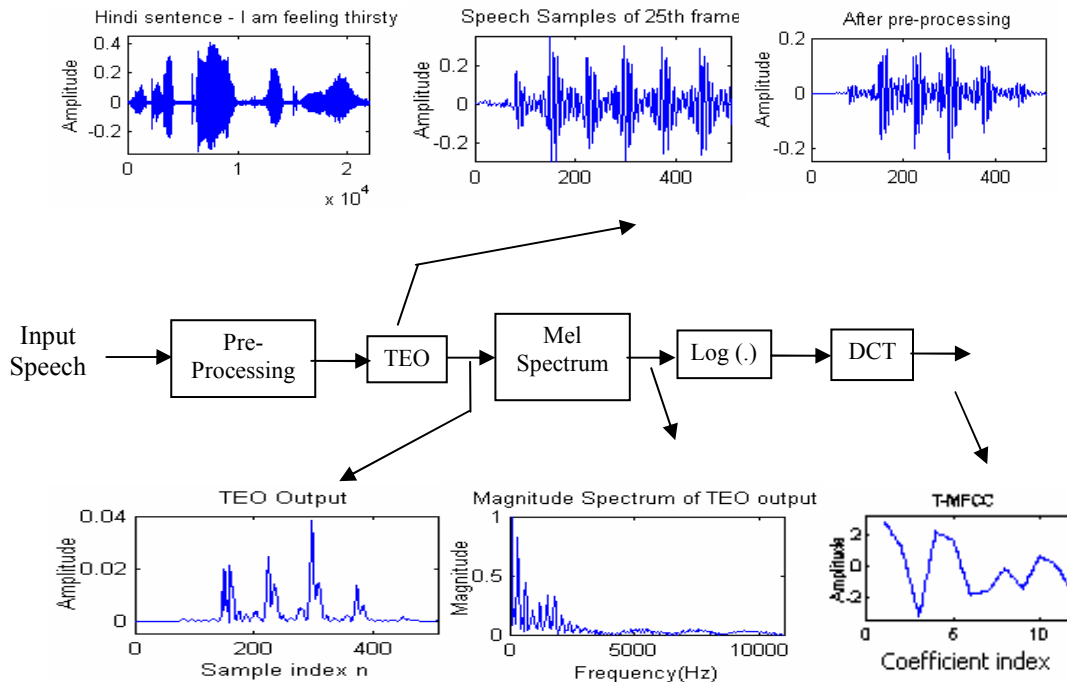 Hindi sentence - I am feeling thirsty
Amplitude
0.4
0.2
0
-0.2
0
1
2
x 10^4
Speech Samples of 25th frame
Amplitude
0.2
0
-0.2
200
400
After pre-processing
Amplitude
0.2
0
-0.2
0
200
400
Input
Speech
Pre-
Processing
TEO
Mel
Spectrum
Log (.)
DCT
TEO Output
Amplitude
0.04
0.02
0
0
200
400
Sample index n
Magnitude Spectrum of TEO output
Magnitude
1
0.5
0
0
5000
10000
Frequency(Hz)
T-MFCC
Amplitude
2
0
-2
0
5
10
Coefficient index